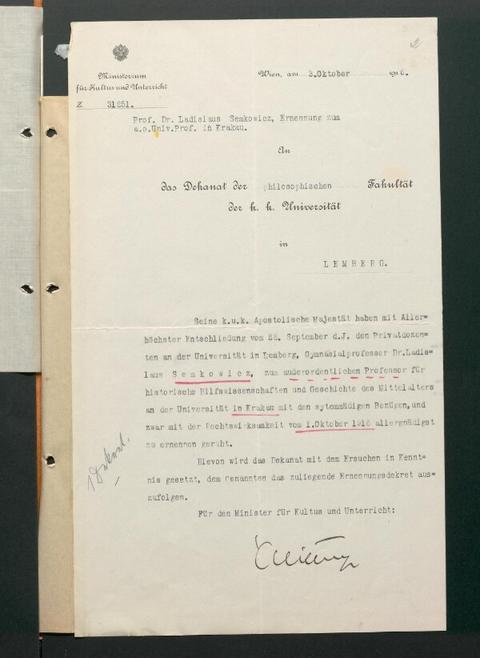 2
Ministerium
für Kultus und Unterricht
Wien, am 3.Oktober 1916.
Z 31851.
Prof. Dr. Ladislaus Semkowicz, Ernennung zum
a.o.Univ.Prof. in Krakau.
An
das Dekanat der philosophischen Fakultät
der k. k. Universität
in
LEMBERG.
Seine k.u.k. Apostolische Majestät haben mit Aller-
höchster Entschließung vom 22. September d.J. den Privatdozen-
ten an der Universität in Lemberg, Gymnasialprofessor Dr.Ladis-
laus Semkowicz, zum außerordentlichen Professor für
historische Hilfswissenschaften und Geschichte des Mittelalters
an der Universität in Krakau mit den systemmäßigen Bezügen,und
zwar mit der Rechtswirksamkeit vom 1.Oktober 1916 allergnädigst
zu ernennen geruht.
1 Dekret.
Hievon wird das Dekanat mit dem Ersuchen in Kennt-
nis gesetzt, dem Genannten das zuliegende Ernennungsdekret aus-
zufolgen.
Für den Minister für Kultus und Unterricht: